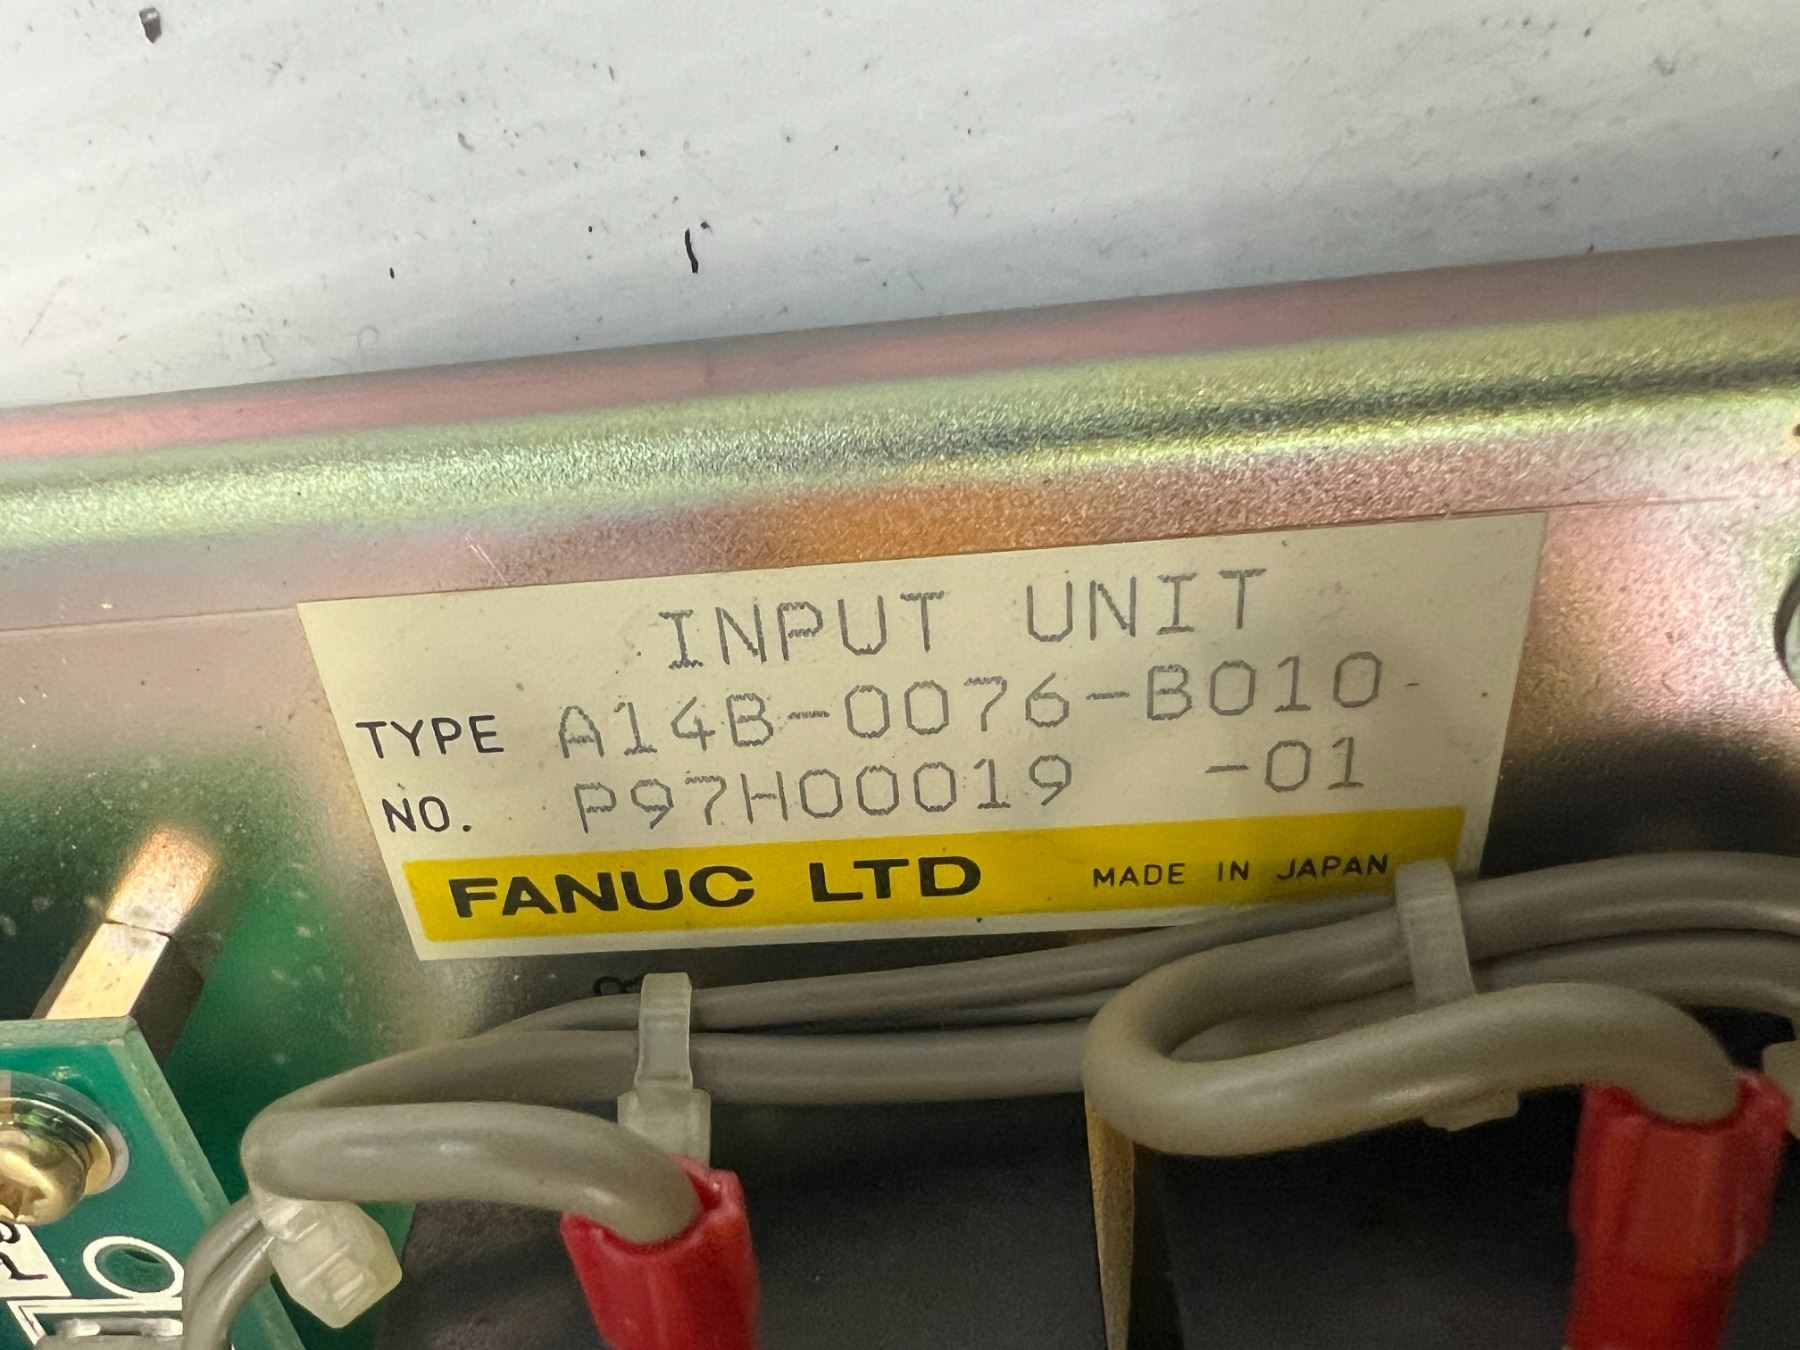 INPUT UNIT
TYPE A14B-0076-B010
NO. P97H00019 -01
FANUC LTD MADE IN JAPAN